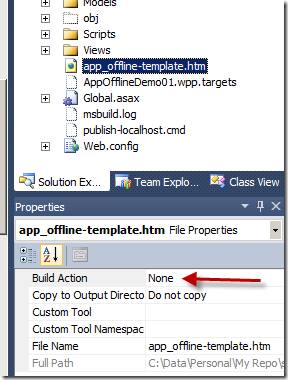 Models
obj
Scripts
Views
app_offline-template.htm
AppOfflineDemo01.wpp.targets
Global.asax
msbuild.log
publish-localhost.cmd
Web.config
Solution Ex... Team Explo... Class View
Properties
app_offline-template.htm File Properties
Build Action None
Copy to Output Directo Do not copy
Custom Tool
Custom Tool Namespac
File Name app_offline-template.htm
Full Path C:\Data\Personal\My Repo\s